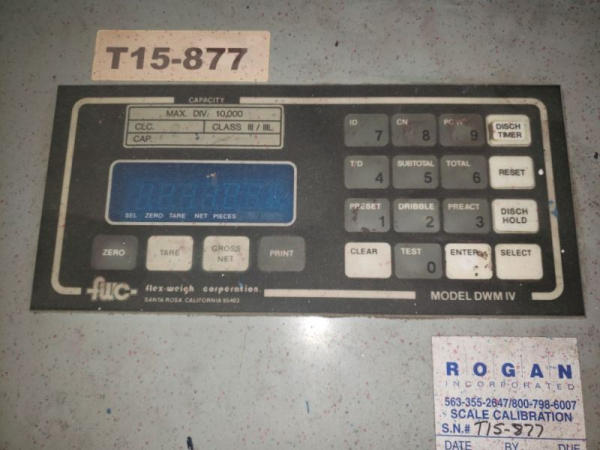 T15-877
CAPACITY
MAX. DIV. 10,000
CLC. CLASS III / IIIL
CAP.
SEL ZERO TARE NET PIECES
ZERO TARE GROSS NET PRINT
ID 7 CN 8 9 DISCH TIMER
T/D 4 SUBTOTAL 5 TOTAL 6 RESET
PRESET 1 DRIBBLE 2 PREACT 3 DISCH HOLD
CLEAR TEST 0 ENTER SELECT
fwc- flex-weigh corporation
SANTA ROSA, CALIFORNIA 95403
MODEL DWM IV
ROGAN
INCORPORATED
563-355-2647/800-798-6007
SCALE CALIBRATION
S.N.# T15-877
DATE BY DUE